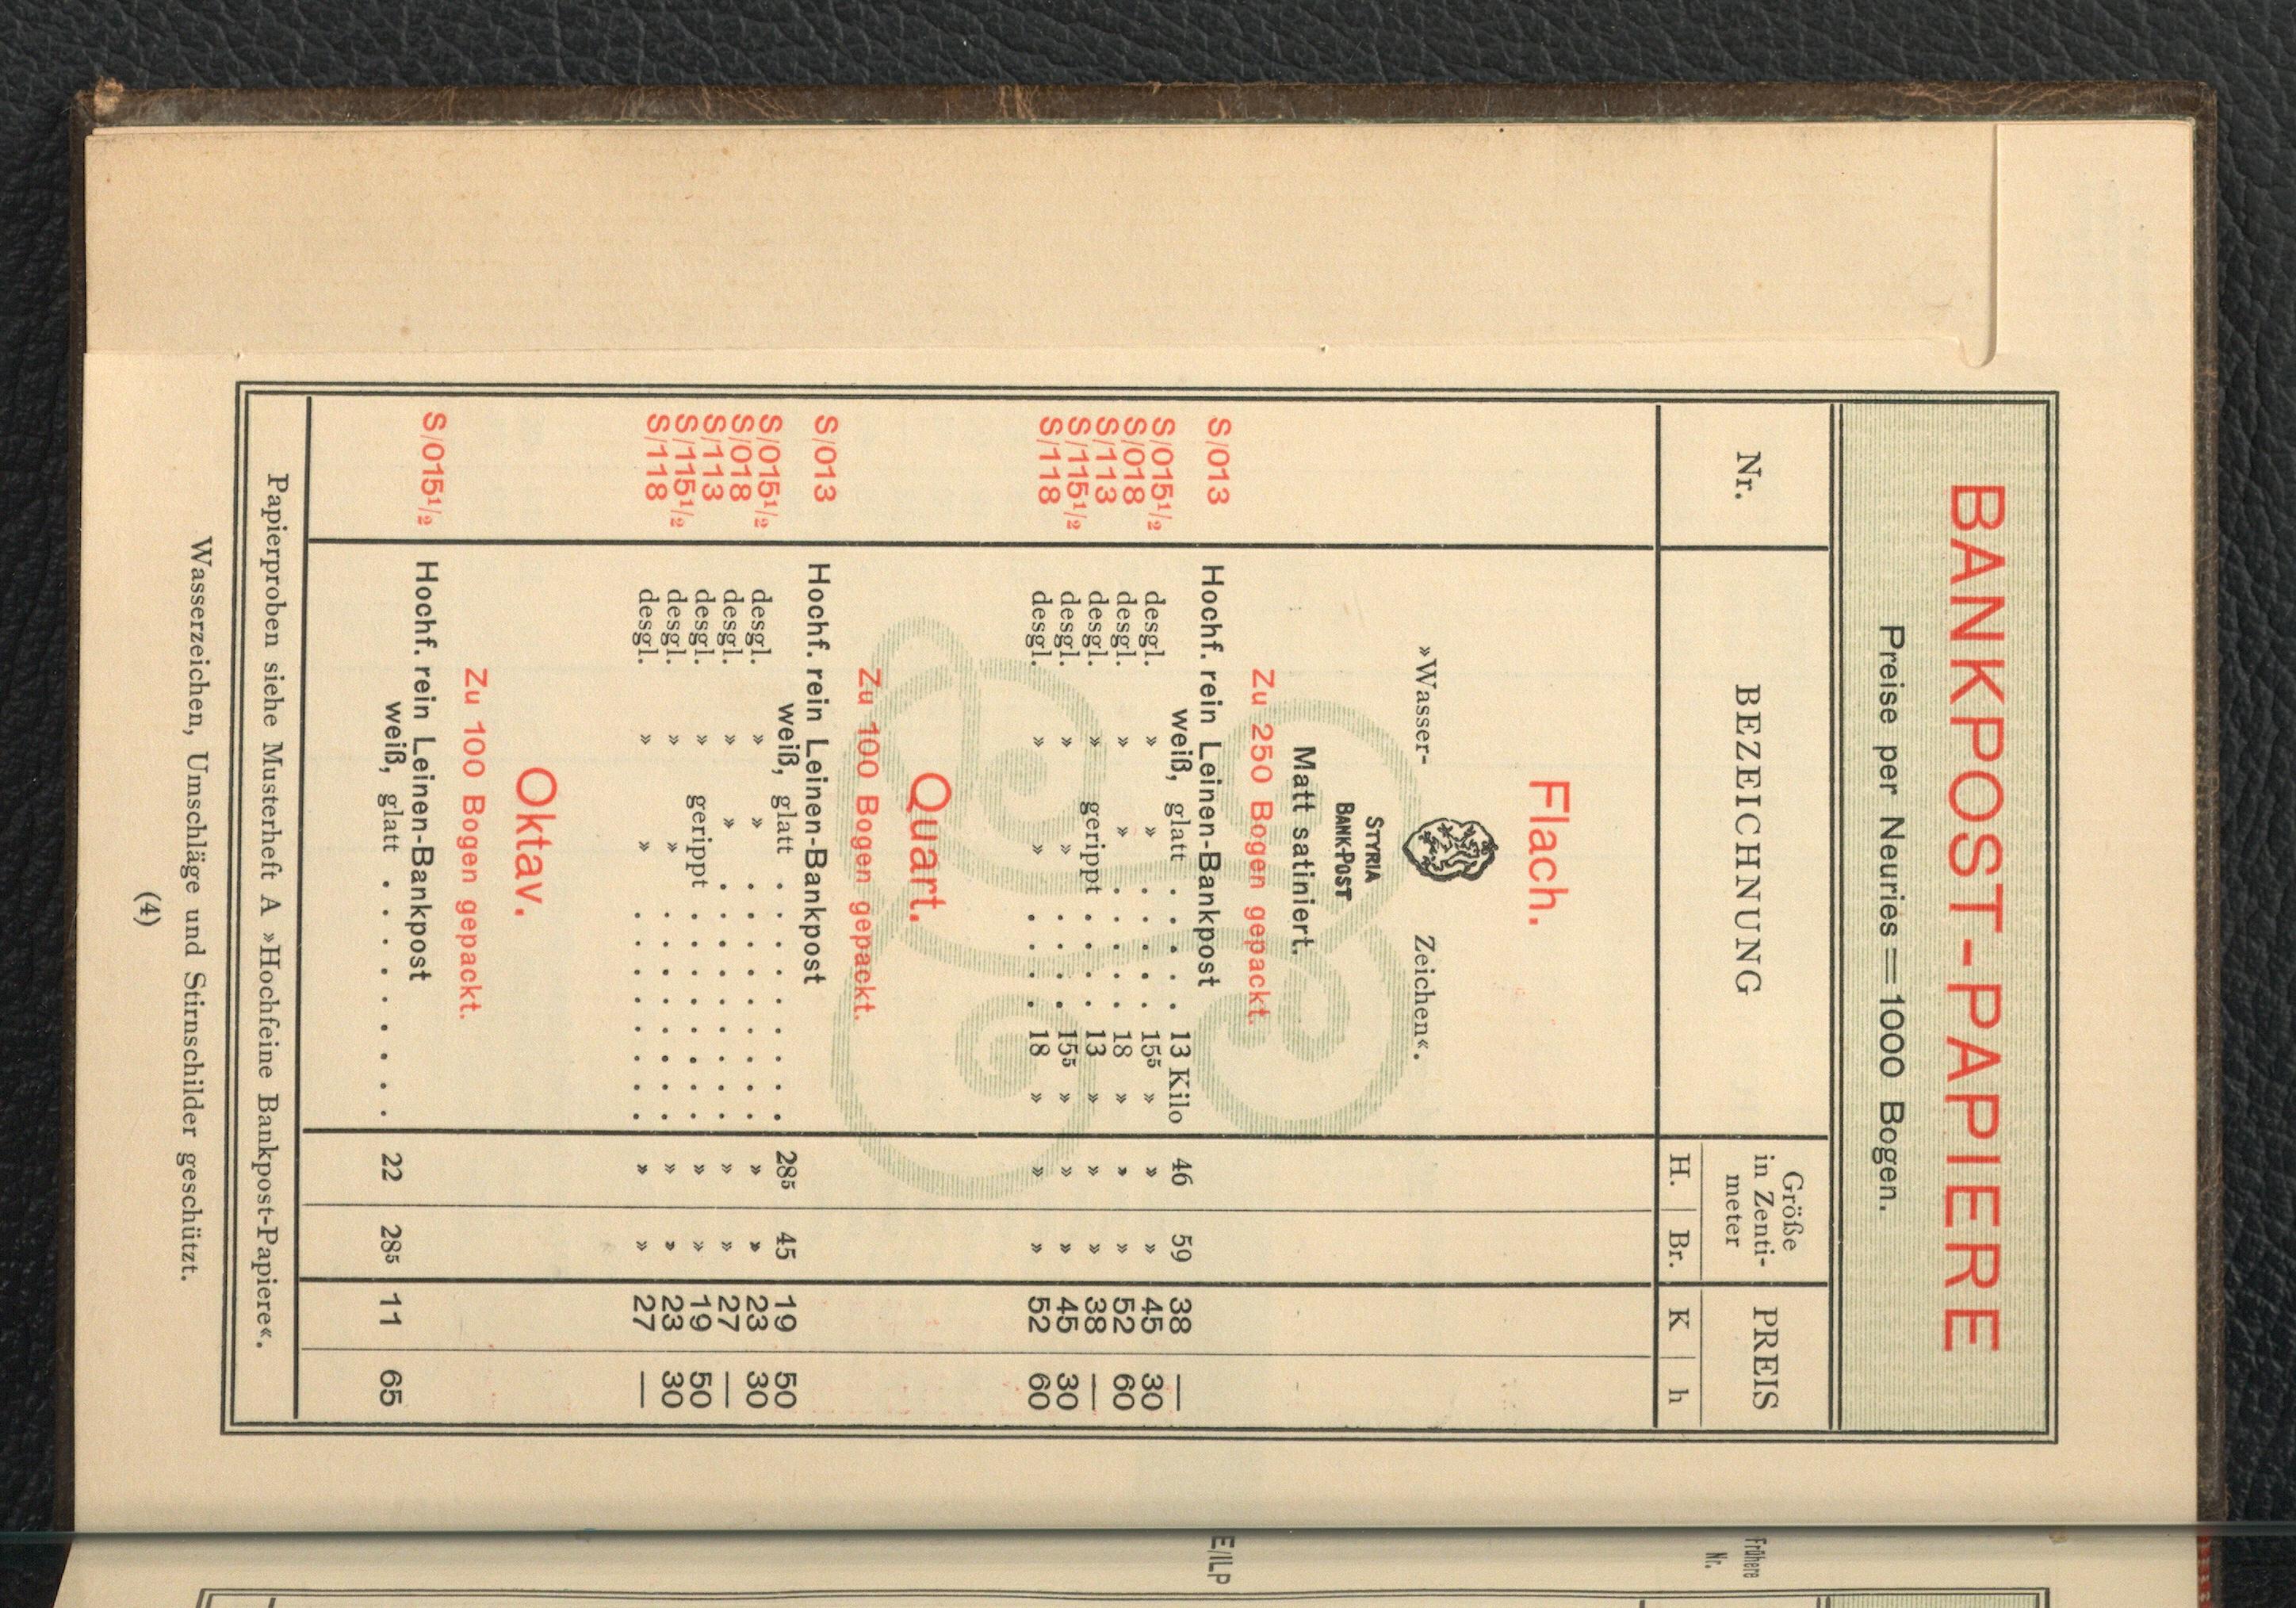 BANKPOST-PAPIERE
Preise per Neuries = 1000 Bogen.
Nr. BEZEICHNUNG Größe in Zenti-meter PREIS
H. Br. K h
Flach.
»Wasser- Zeichen«.
STYRIA
BANK-POST
Matt satiniert.
Zu 250 Bogen gepackt.
S/013 Hochf. rein Leinen-Bankpost
weiß, glatt . . . . . 13 Kilo 46 59 38 —
S/015½ desgl. » » . . . . . 15⁵ » » » 45 30
S/018 desgl. » » . . . . . 18 » » » 52 60
S/113 desgl. » gerippt . . . . 13 » » » 38 —
S/115½ desgl. » » . . . . 15⁵ » » » 45 30
S/118 desgl. » » . . . . 18 » » » 52 60
Quart.
Zu 100 Bogen gepackt.
S/013 Hochf. rein Leinen-Bankpost
weiß, glatt . . . . . . . . . 28⁵ 45 19 50
S/015½ desgl. » » . . . . . . . . . » » 23 30
S/018 desgl. » » . . . . . . . . . » » 27 —
S/113 desgl. » gerippt . . . . . . . . » » 19 50
S/115½ desgl. » » . . . . . . . . » » 23 30
S/118 desgl. » » . . . . . . . . » » 27 —
Oktav.
Zu 100 Bogen gepackt.
S/015½ Hochf. rein Leinen-Bankpost
weiß, glatt . . . . . . . . . 22 28⁵ 11 65
Papierproben siehe Musterheft A »Hochfeine Bankpost-Papiere«.
Wasserzeichen, Umschläge und Stirnschilder geschützt.
(4)
Frühere
Nr.
E/ILP